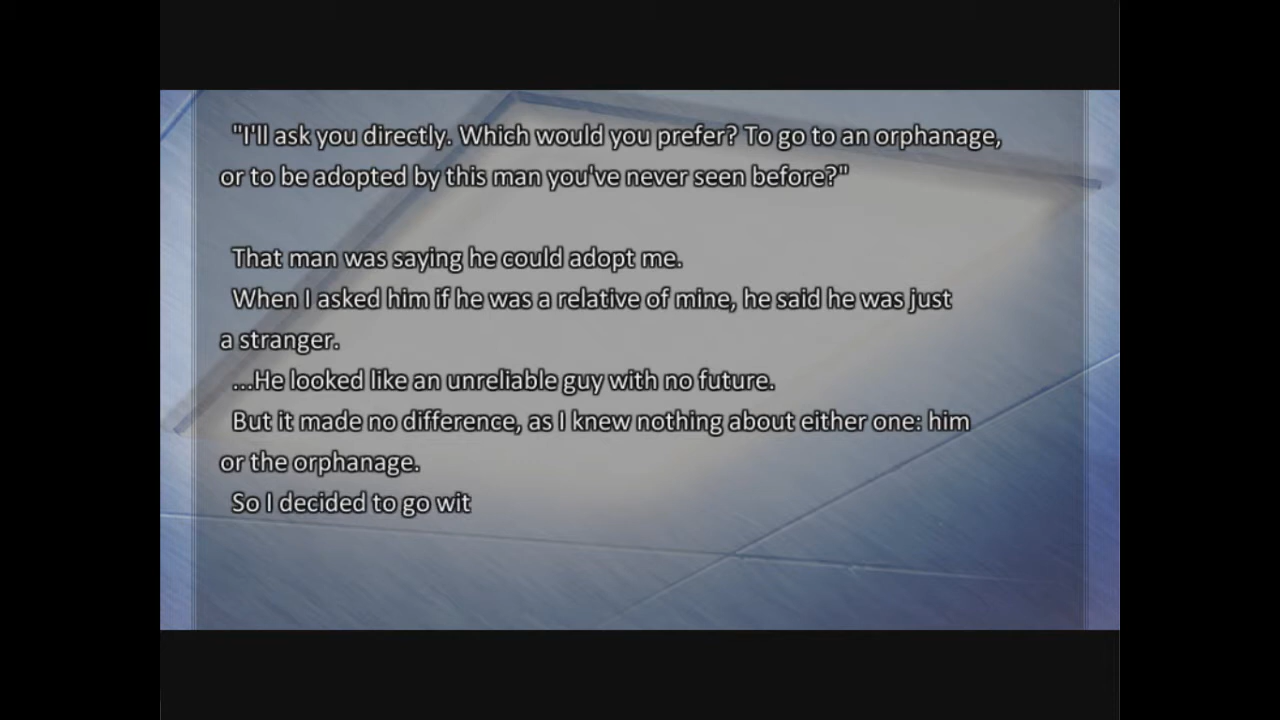 "I'll ask you directly. Which would you prefer? To go to an orphanage,
or to be adopted by this man you've never seen before?"
That man was saying he could adopt me.
When I asked him if he was a relative of mine, he said he was just
a stranger.
...He looked like an unreliable guy with no future.
But it made no difference, as I knew nothing about either one: him
or the orphanage.
So I decided to go wit